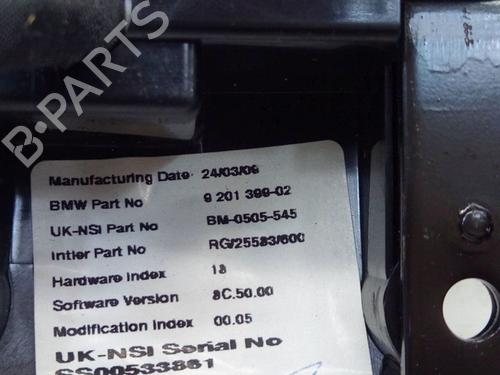 B-PARTS
Manufacturing Date 24/03/09
BMW Part No 9 201 399-02
UK-NSI Part No BM-0505-545
Intier Part No RG/25583/600
Hardware Index 13
Software Version 8C.50.00
Modification Index 00.05
UK-NSI Serial No
SS00533861